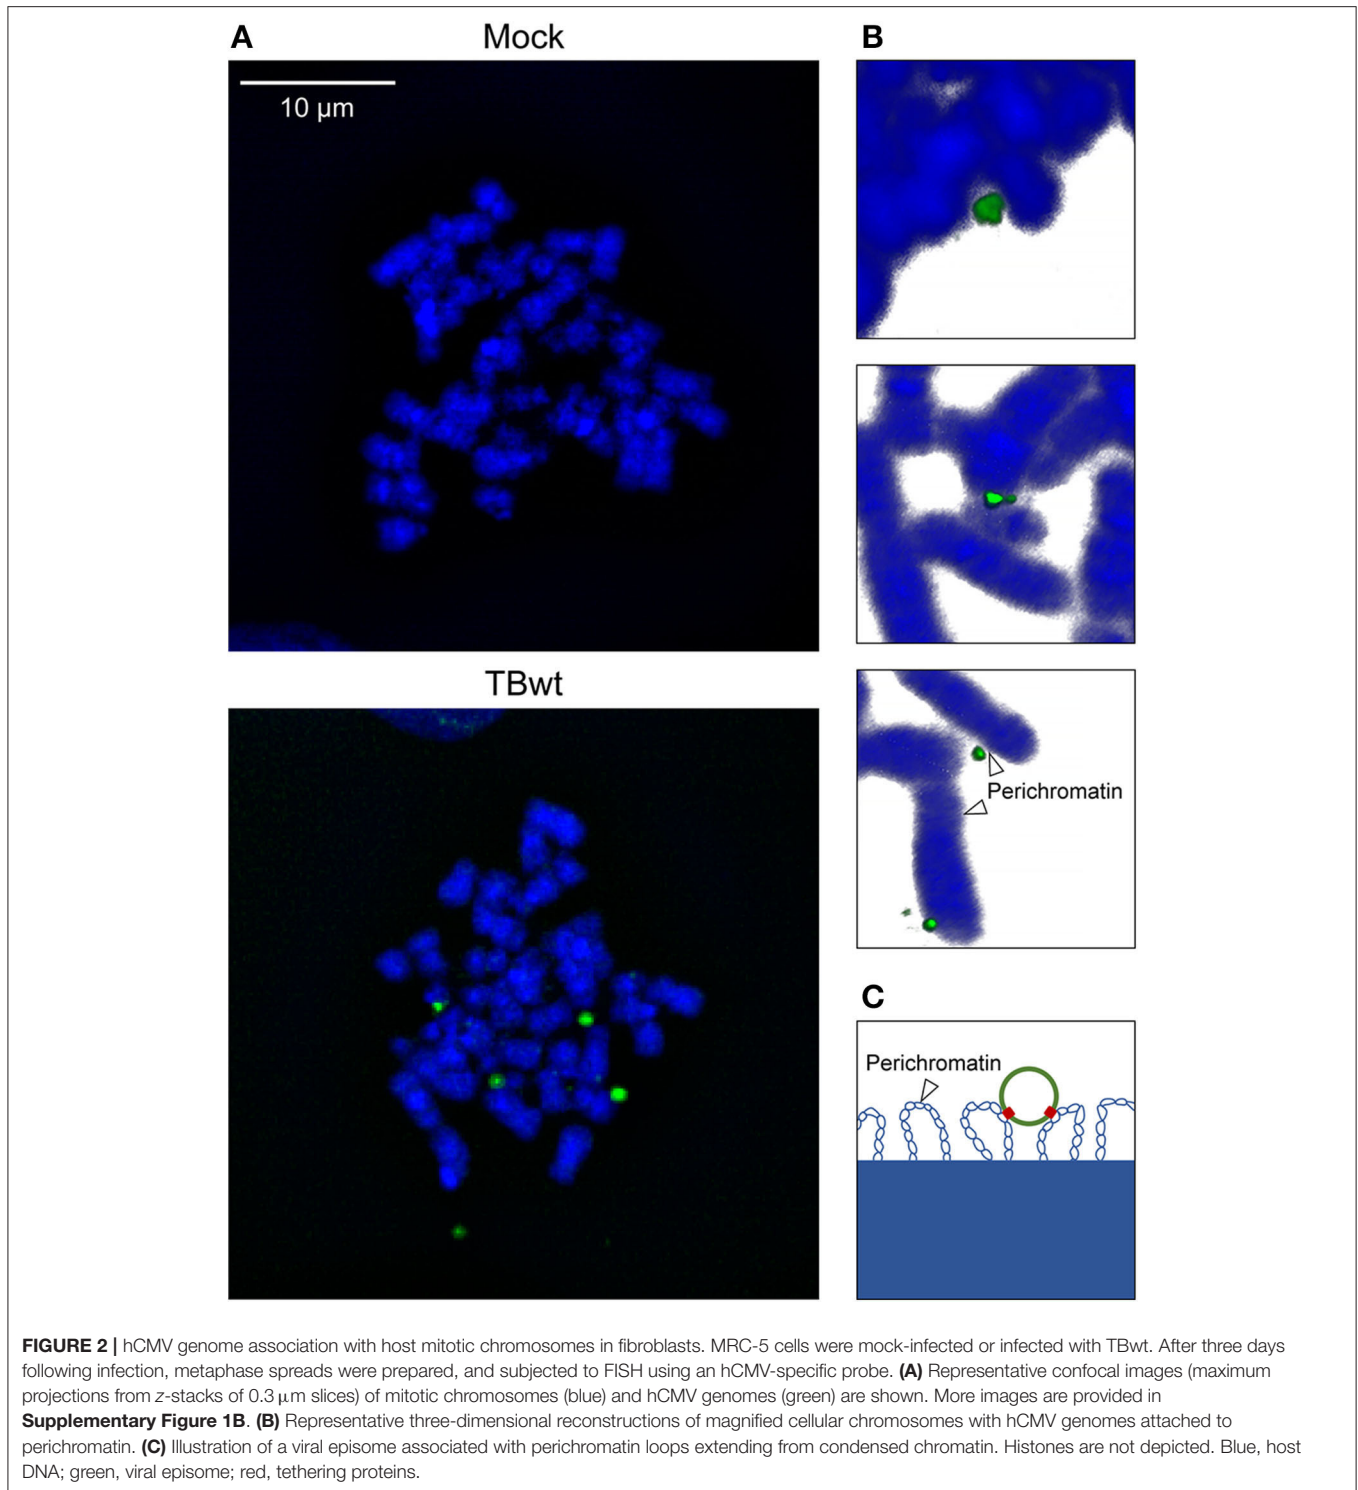 A
Mock
10 µm
TBwt
B
Perichromatin
C
Perichromatin
FIGURE 2 | hCMV genome association with host mitotic chromosomes in fibroblasts. MRC-5 cells were mock-infected or infected with TBwt. After three days
following infection, metaphase spreads were prepared, and subjected to FISH using an hCMV-specific probe. (A) Representative confocal images (maximum
projections from z-stacks of 0.3 µm slices) of mitotic chromosomes (blue) and hCMV genomes (green) are shown. More images are provided in
Supplementary Figure 1B. (B) Representative three-dimensional reconstructions of magnified cellular chromosomes with hCMV genomes attached to
perichromatin. (C) Illustration of a viral episome associated with perichromatin loops extending from condensed chromatin. Histones are not depicted. Blue, host
DNA; green, viral episome; red, tethering proteins.